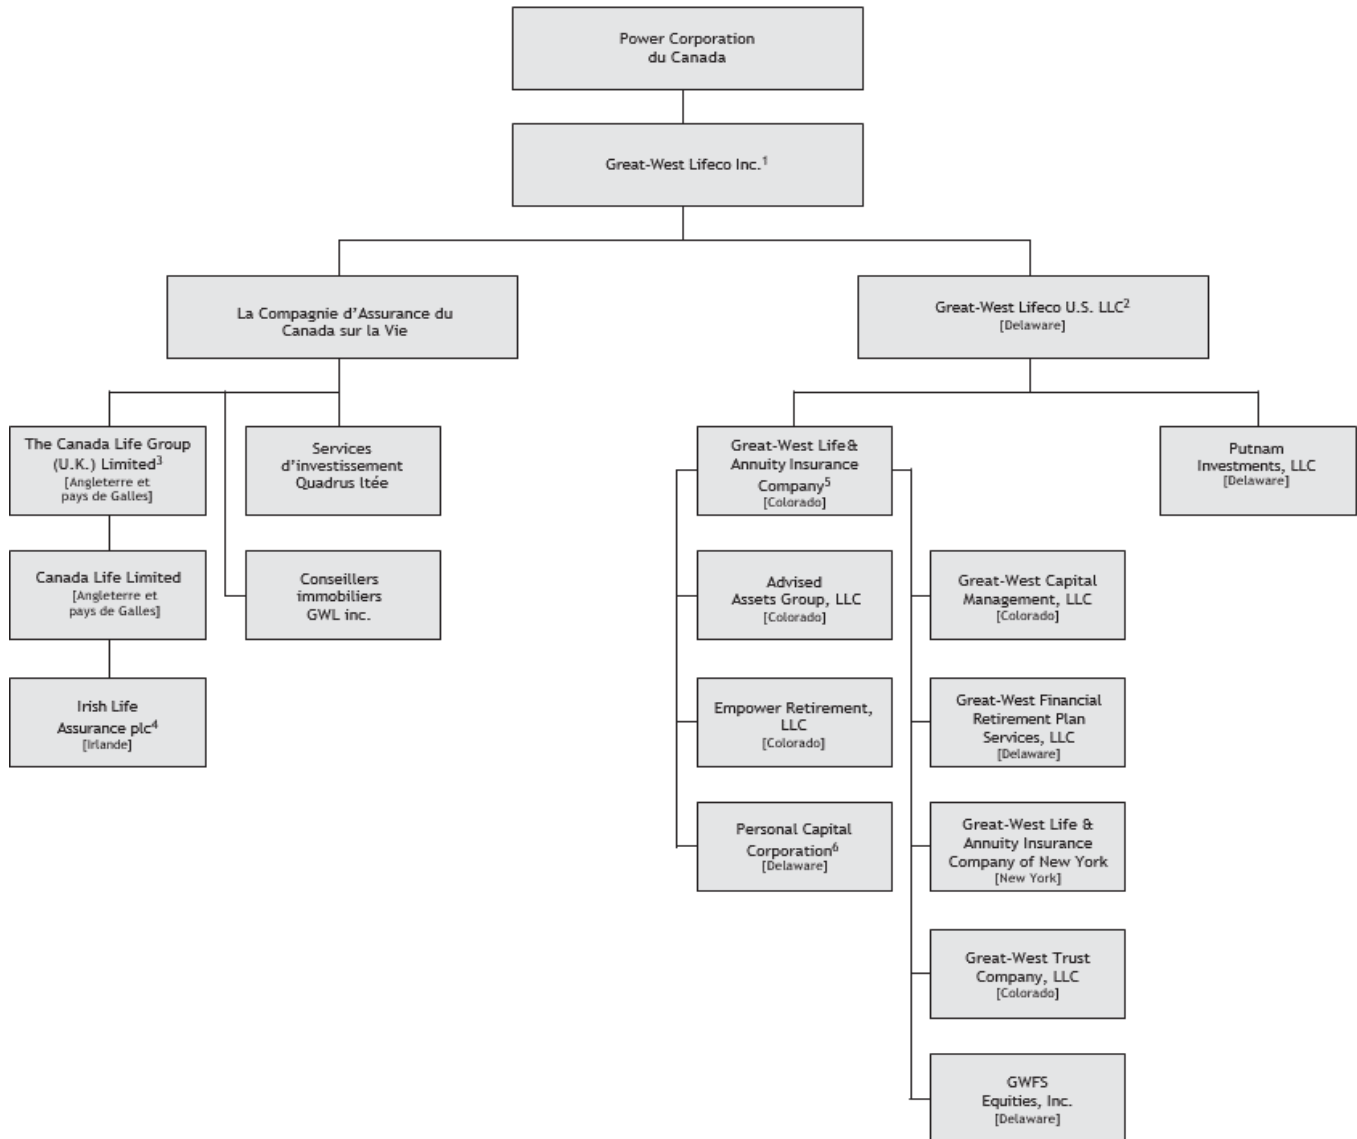 Power Corporation
du Canada
Great-West Lifeco Inc.1
La Compagnie d'Assurance du
Canada sur la Vie
Great-West Lifeco U.S. LLC2
[Delaware]
The Canada Life Group
(U.K.) Limited3
[Angleterre et
pays de Galles]
Services
d'investissement
Quadrus ltée
Great-West Life &
Annuity Insurance
Company5
[Colorado]
Putnam
Investments, LLC
[Delaware]
Canada Life Limited
[Angleterre et
pays de Galles]
Conseillers
immobiliers
GWL inc.
Advised
Assets Group, LLC
[Colorado]
Great-West Capital
Management, LLC
[Colorado]
Irish Life
Assurance plc4
[Irlande]
Empower Retirement,
LLC
[Colorado]
Great-West Financial
Retirement Plan
Services, LLC
[Delaware]
Personal Capital
Corporation6
[Delaware]
Great-West Life &
Annuity Insurance
Company of New York
[New York]
Great-West Trust
Company, LLC
[Colorado]
GWFS
Equities, Inc.
[Delaware]